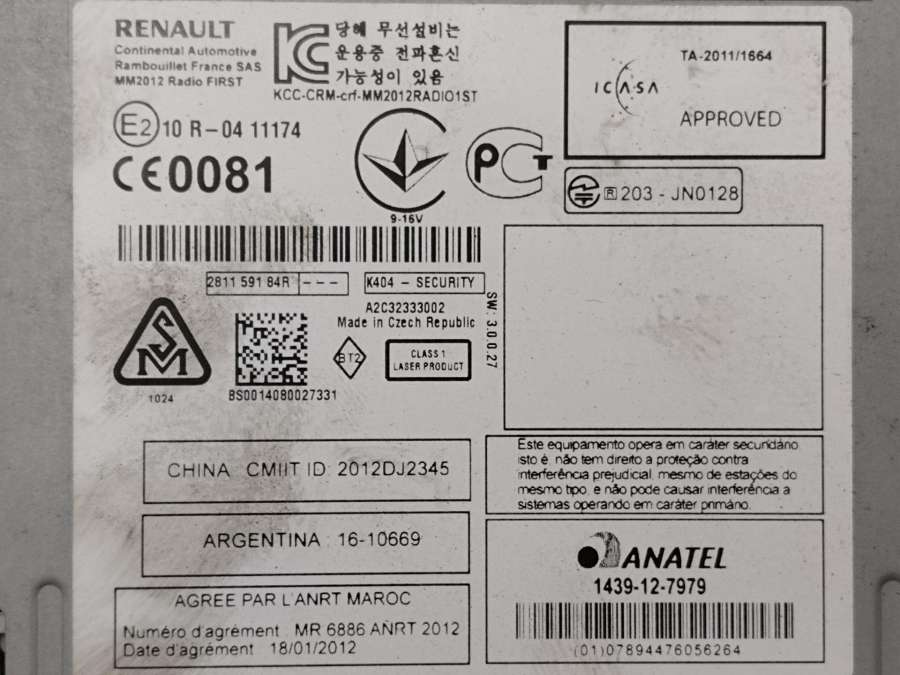 RENAULT
Continental Automotive
Rambouillet France SAS
MM2012 Radio FIRST
당해 무선설비는
운용중 전파혼신
가능성이 있음
KCC-CRM-crf-MM2012RADIO1ST
E2 10 R-04 11174
CE0081
9-16V
PCT
TA-2011/1664
ICASA
APPROVED
R 203 - JN0128
281159184R ---
K404 - SECURITY
A2C32333002
Made in Czech Republic
SW: 3.0.0.27
SM
1024
BS0014080027331
BT2
CLASS 1
LASER PRODUCT
CHINA CMIIT ID: 2012DJ2345
ARGENTINA : 16-10669
AGREE PAR L'ANRT MAROC
Numéro d'agrément : MR 6886 ANRT 2012
Date d'agrément : 18/01/2012
Este equipamento opera em caráter secundário,
isto é, não tem direito a proteção contra
interferência prejudicial, mesmo de estações do
mesmo tipo, e não pode causar interferência a
sistemas operando em caráter primário.
ANATEL
1439-12-7979
(01)07894476056264